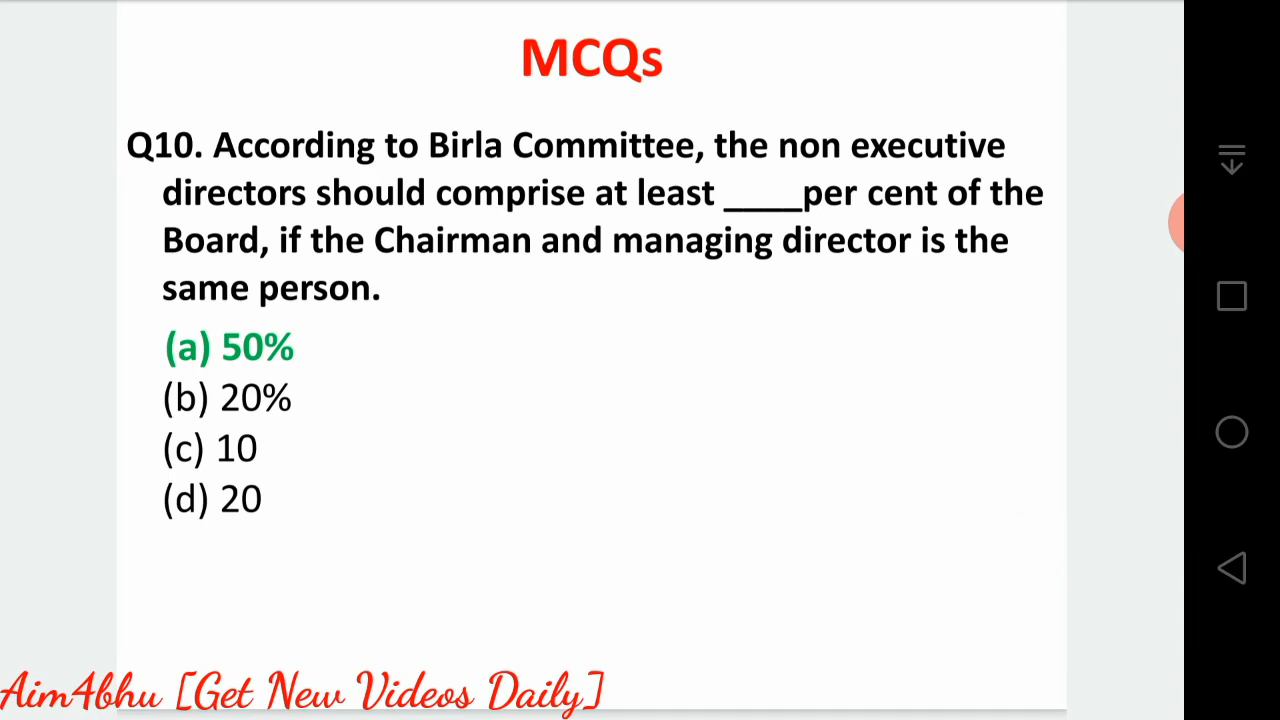 MCQs
Q10. According to Birla Committee, the non executive
directors should comprise at least ____per cent of the
Board, if the Chairman and managing director is the
same person.
(a) 50%
(b) 20%
(c) 10
(d) 20
Aim4bhu [Get New Videos Daily]